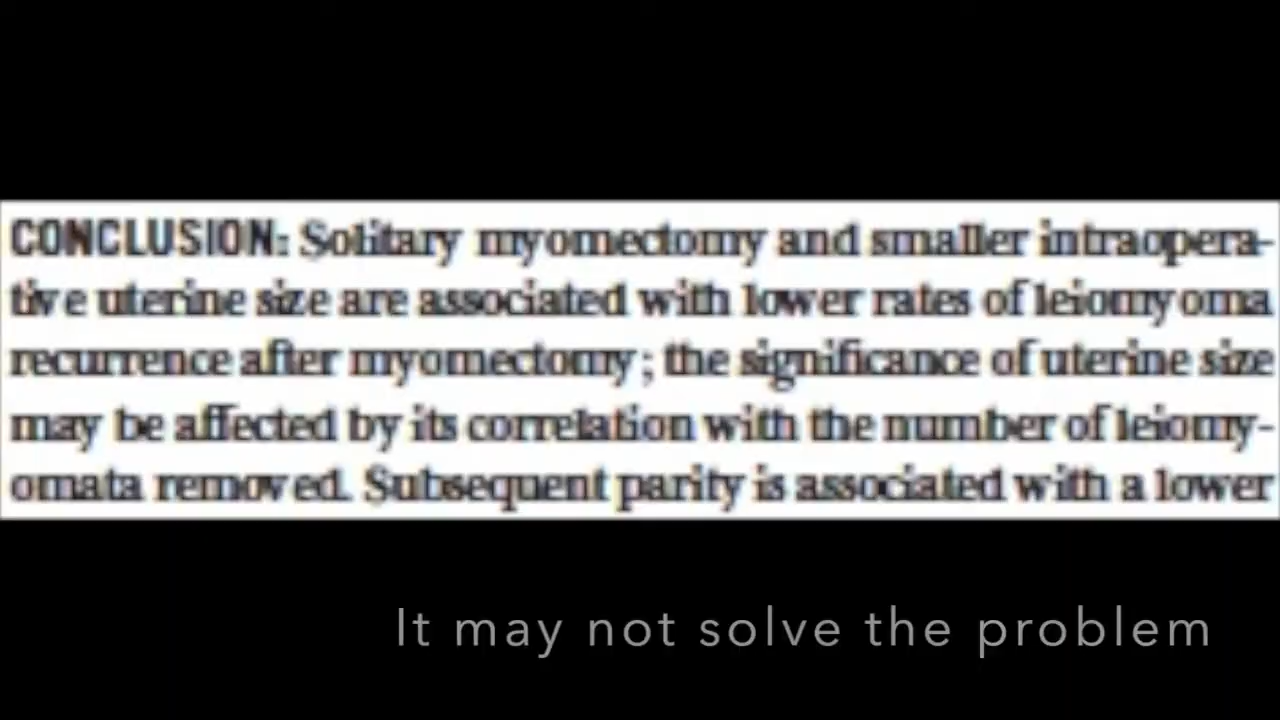 CONCLUSION: Solitary myomectomy and smaller intraopera-
tive uterine size are associated with lower rates of leiomyoma
recurrence after myomectomy; the significance of uterine size
may be affected by its correlation with the number of leiomy-
omata removed. Subsequent parity is associated with a lower
It may not solve the problem